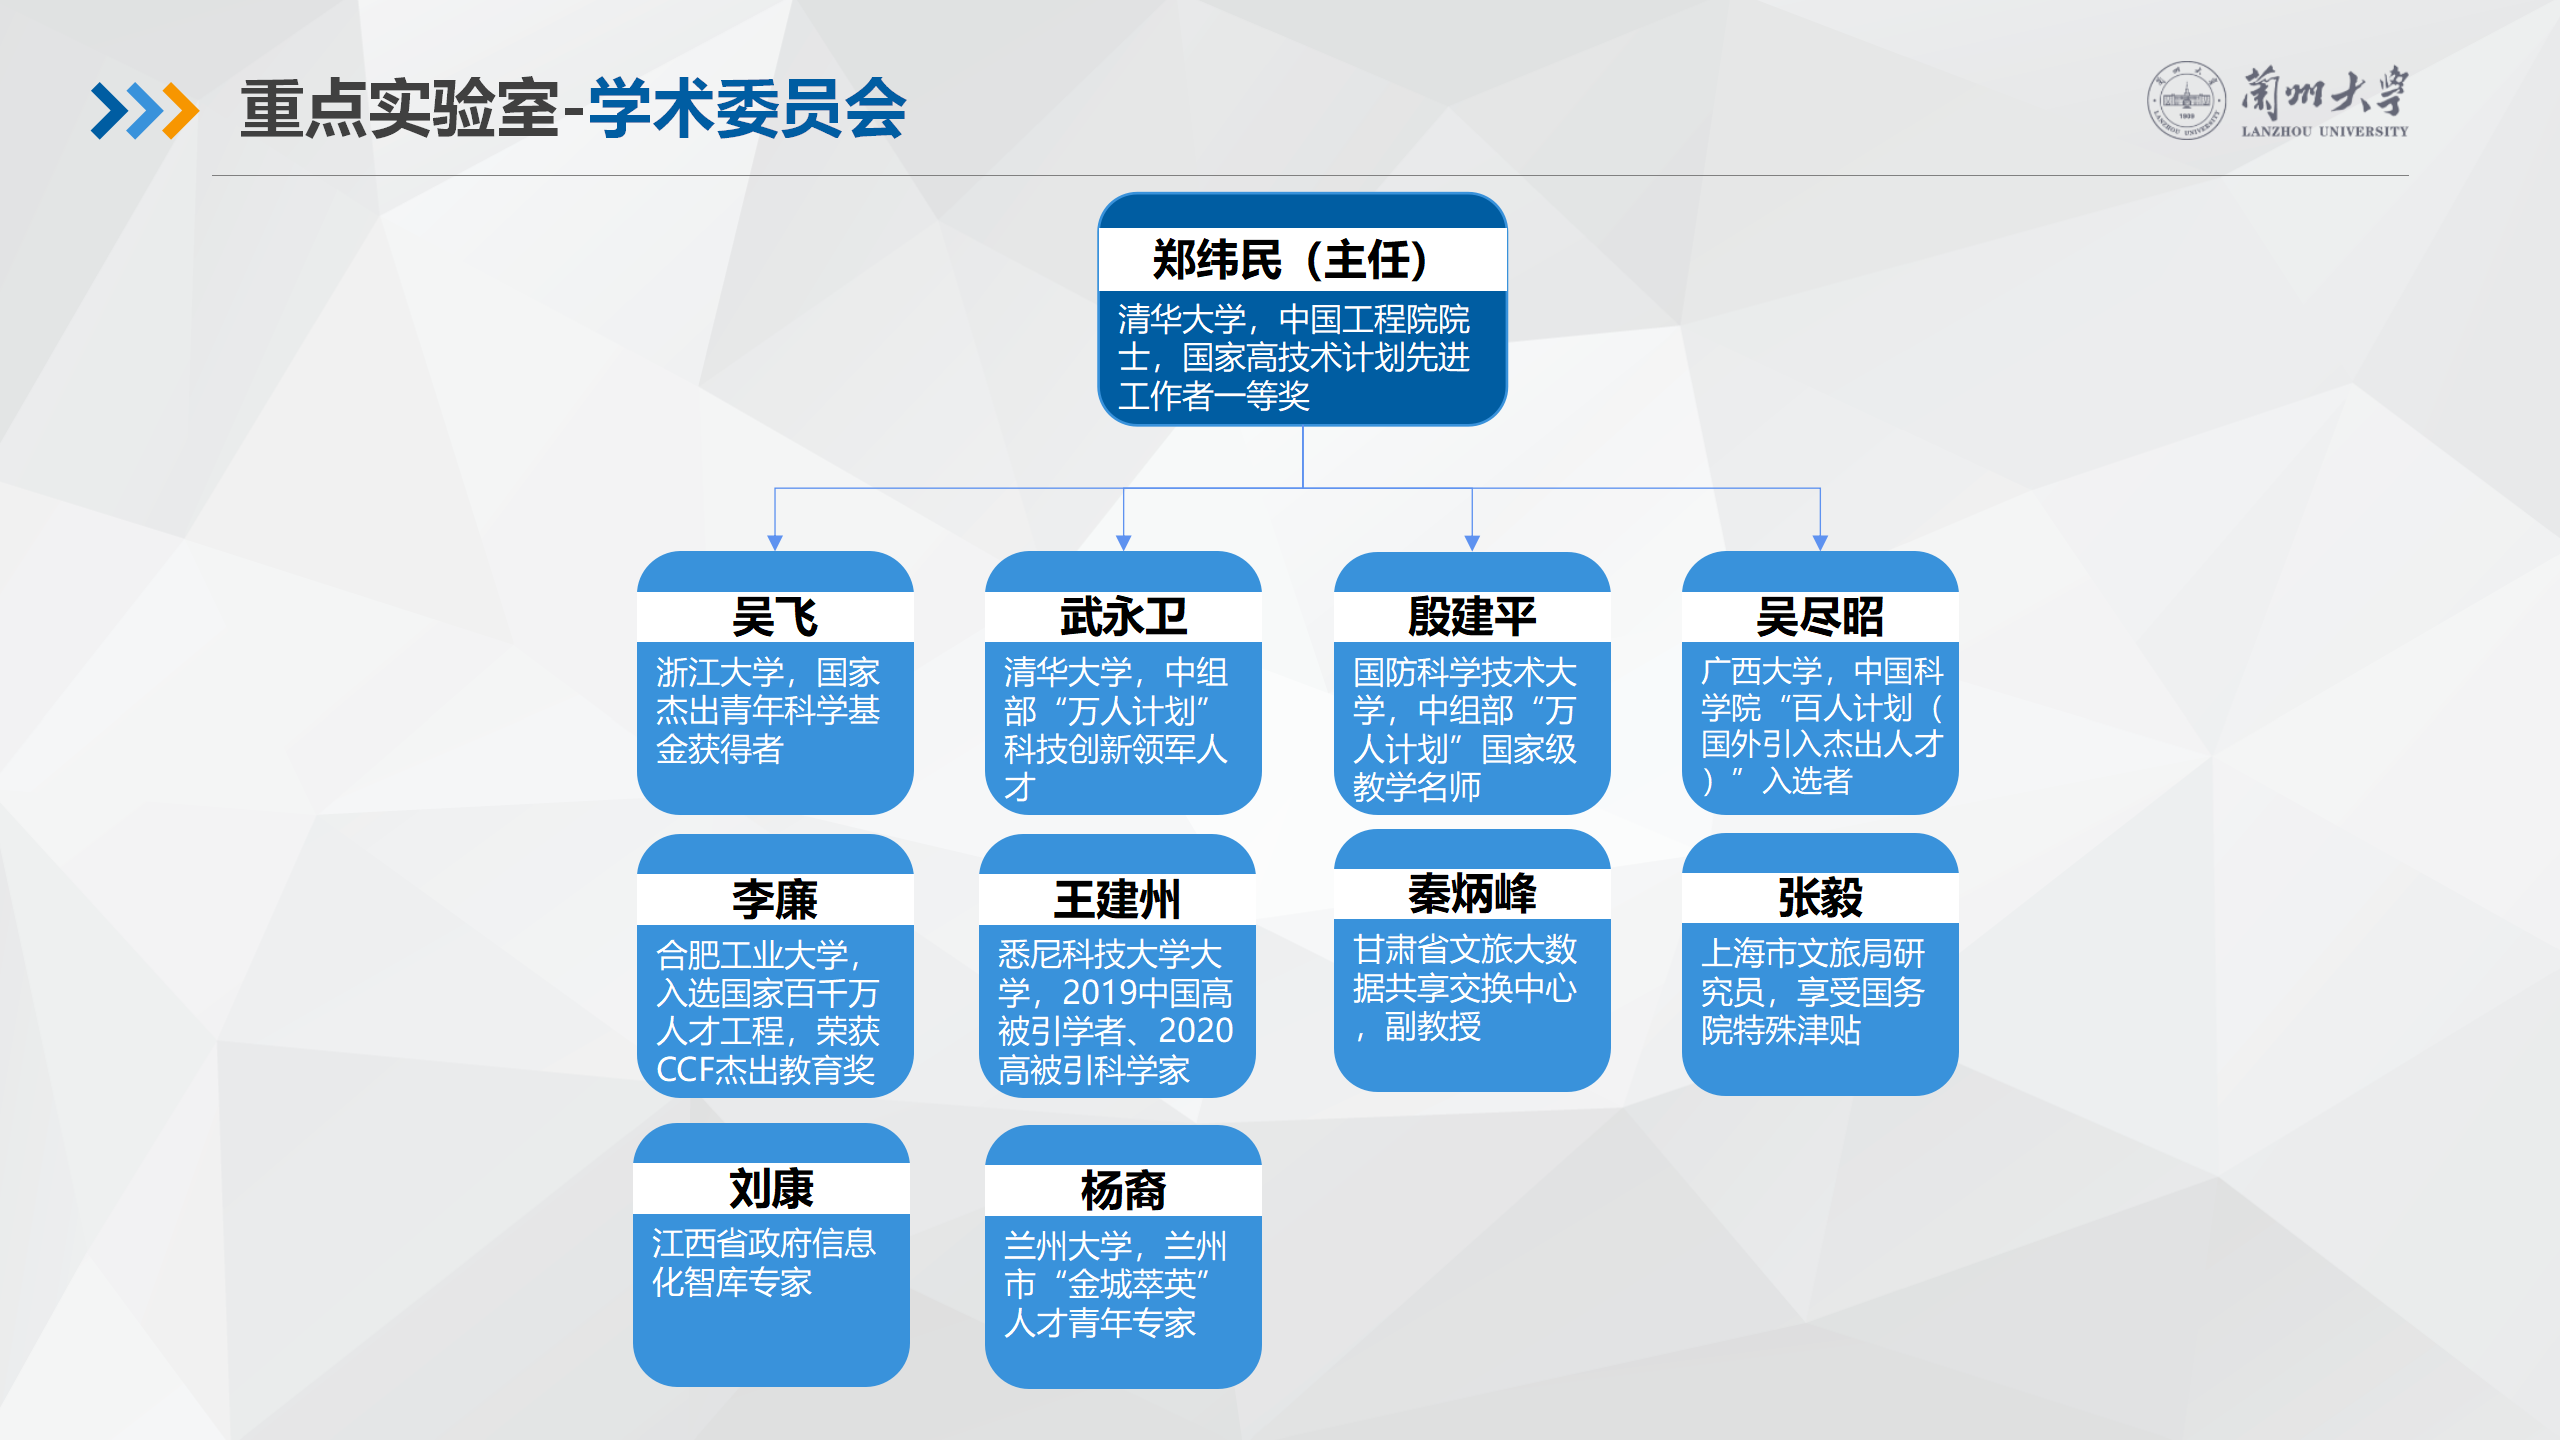 重点实验室-学术委员会
兰州大学
1909
LANZHOU UNIVERSITY
蘭州大学
LANZHOU UNIVERSITY
郑纬民（主任）
清华大学，中国工程院院
士，国家高技术计划先进
工作者一等奖
吴飞
浙江大学，国家
杰出青年科学基
金获得者
武永卫
清华大学，中组
部“万人计划”
科技创新领军人
才
殷建平
国防科学技术大
学，中组部“万
人计划”国家级
教学名师
吴尽昭
广西大学，中国科
学院“百人计划（
国外引入杰出人才
）”入选者
李廉
合肥工业大学，
入选国家百千万
人才工程，荣获
CCF杰出教育奖
王建州
悉尼科技大学大
学，2019中国高
被引学者、2020
高被引科学家
秦炳峰
甘肃省文旅大数
据共享交换中心
，副教授
张毅
上海市文旅局研
究员，享受国务
院特殊津贴
刘康
江西省政府信息
化智库专家
杨裔
兰州大学，兰州
市“金城萃英”
人才青年专家